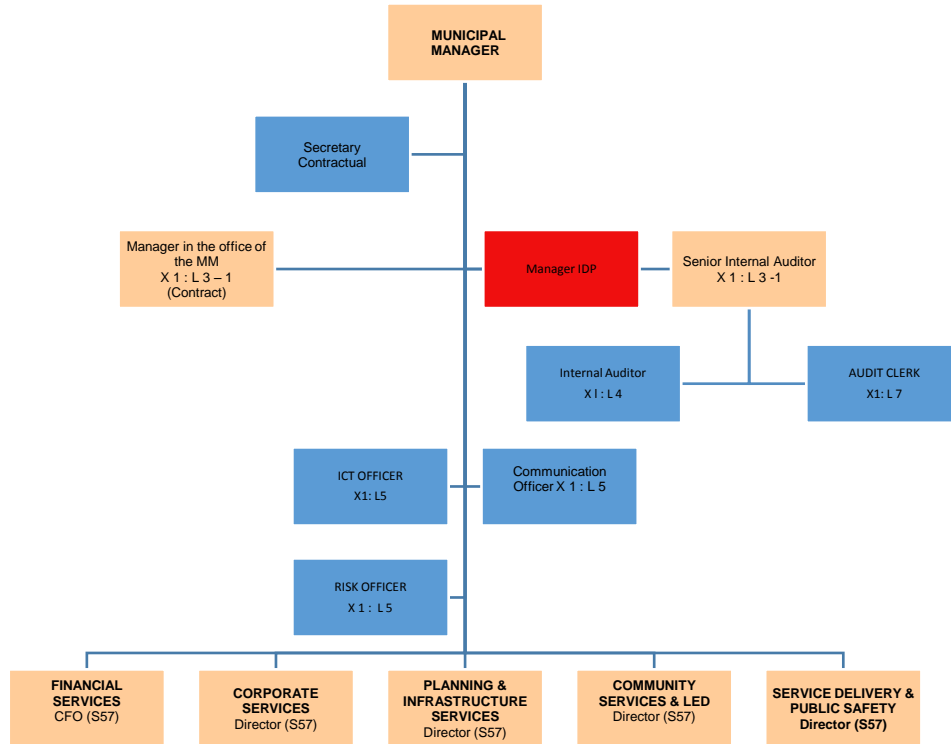 MUNICIPAL
MANAGER
Secretary
Contractual
Manager in the office of
the MM
X 1 : L 3 – 1
(Contract)
Manager IDP
Senior Internal Auditor
X 1 : L 3 -1
Internal Auditor
X I : L 4
AUDIT CLERK
X1: L 7
ICT OFFICER
X1: L5
Communication
Officer X 1 : L 5
RISK OFFICER
X 1 : L 5
FINANCIAL
SERVICES
CFO (S57)
CORPORATE
SERVICES
Director (S57)
PLANNING &
INFRASTRUCTURE
SERVICES
Director (S57)
COMMUNITY
SERVICES & LED
Director (S57)
SERVICE DELIVERY &
PUBLIC SAFETY
Director (S57)